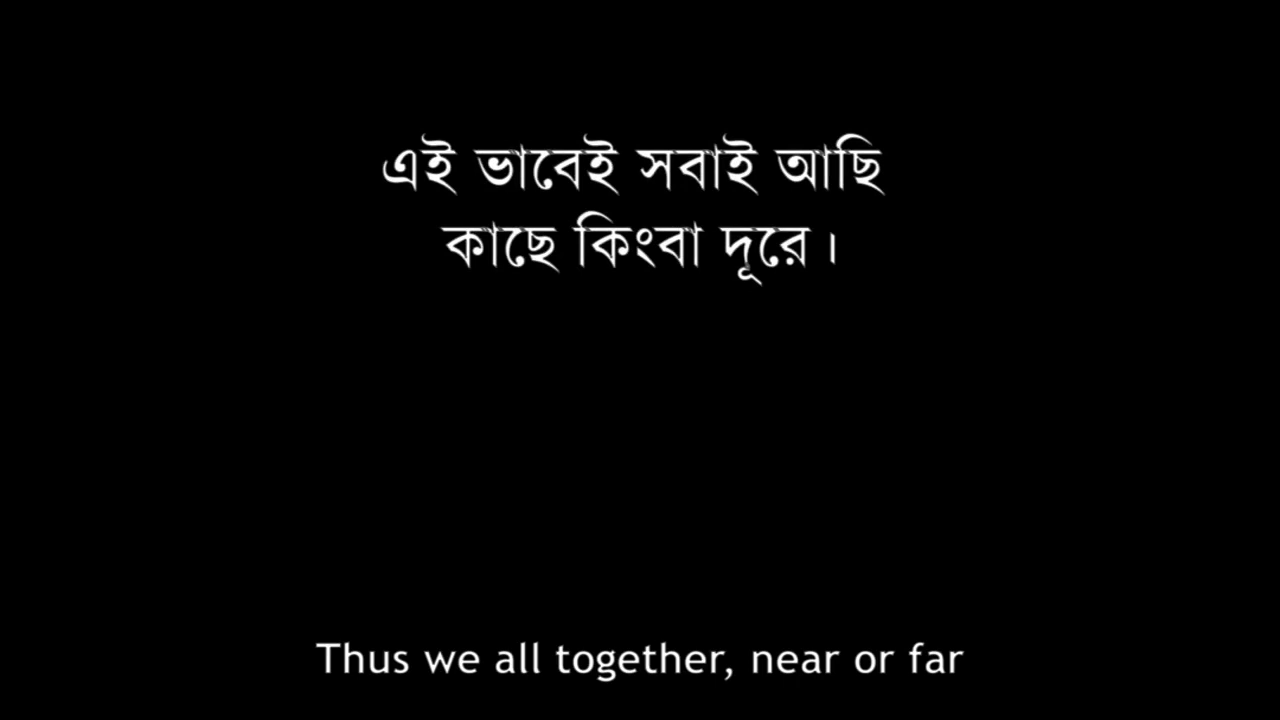 এই ভাবেই সবাই আছি
কাছে কিংবা দূরে।
Thus we all together, near or far